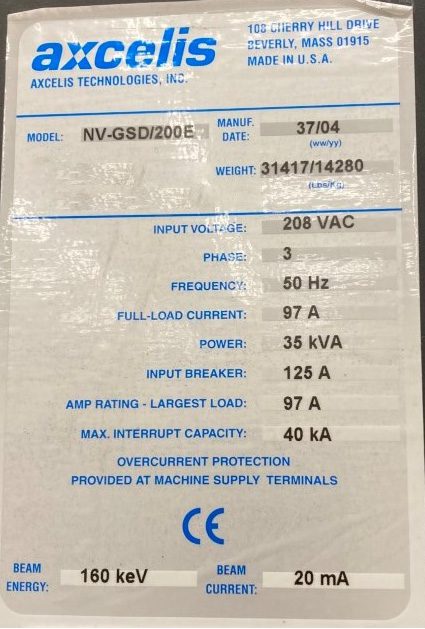 axcelis
108 CHERRY HILL DRIVE
BEVERLY, MASS 01915
MADE IN U.S.A.
AXCELIS TECHNOLOGIES, INC.
MODEL: NV-GSD/200E
MANUF. DATE: 37/04
(ww/yy)
WEIGHT: 31417/14280
(Lbs/Kg)
INPUT VOLTAGE: 208 VAC
PHASE: 3
FREQUENCY: 50 Hz
FULL-LOAD CURRENT: 97 A
POWER: 35 kVA
INPUT BREAKER: 125 A
AMP RATING - LARGEST LOAD: 97 A
MAX. INTERRUPT CAPACITY: 40 kA
OVERCURRENT PROTECTION
PROVIDED AT MACHINE SUPPLY TERMINALS
CE
BEAM ENERGY: 160 keV
BEAM CURRENT: 20 mA